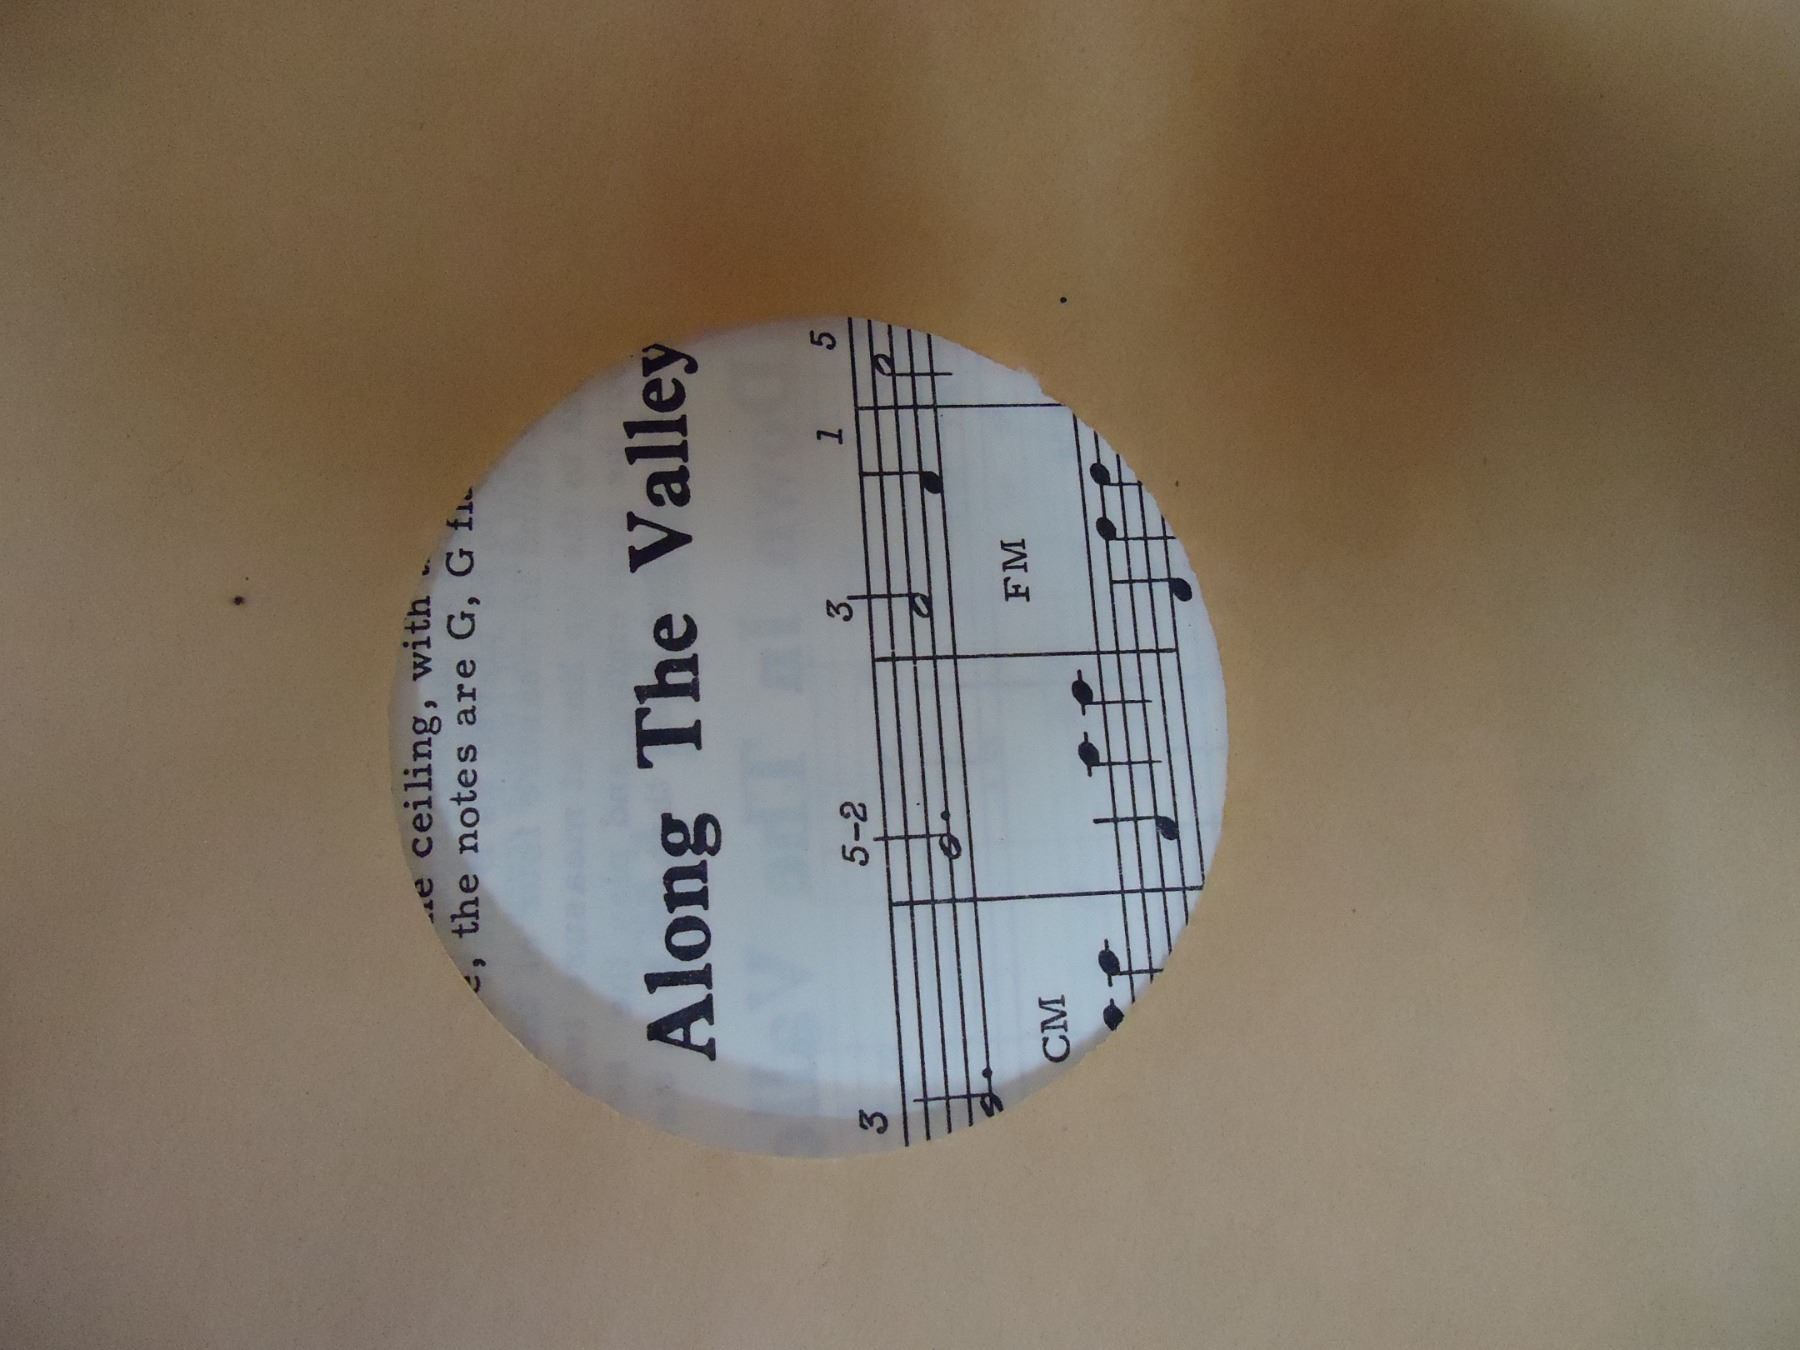 ceiling, with
the notes are G, G
Along The Valley
3 5-2 3 1 5
CM FM